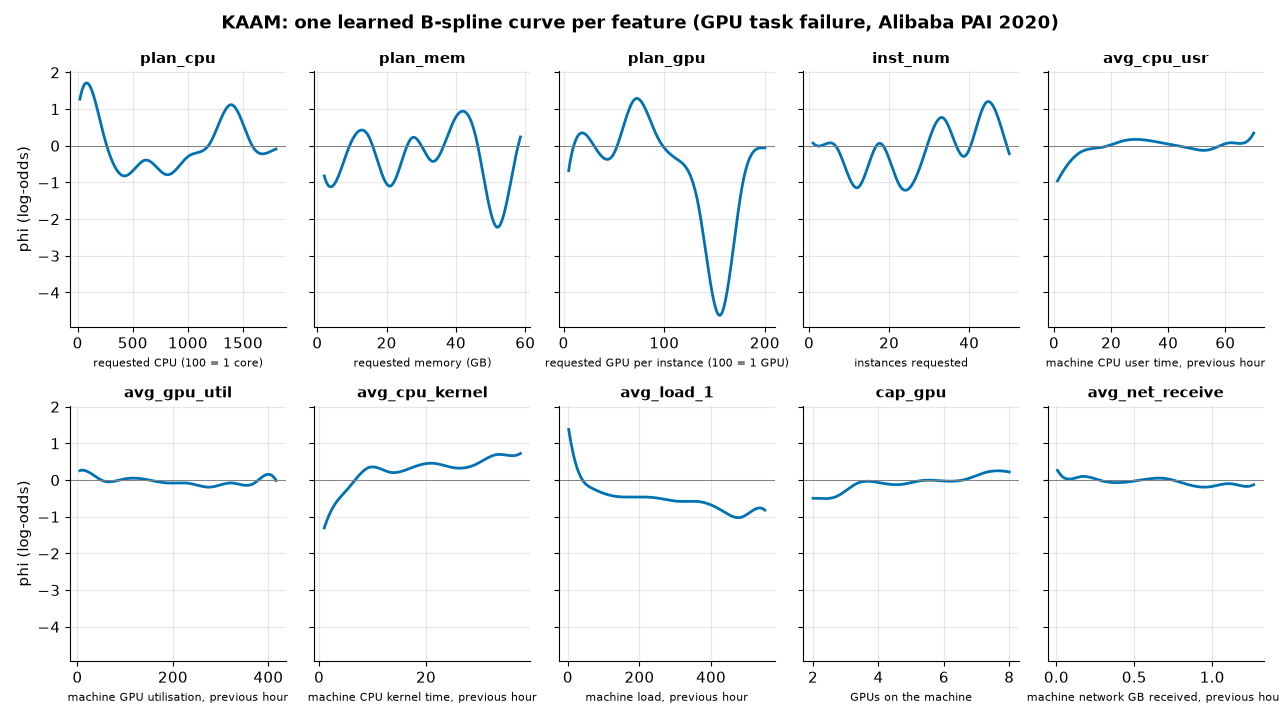 KAAM: one learned B-spline curve per feature (GPU task failure, Alibaba PAI 2020)
plan_cpu
plan_mem
plan_gpu
inst_num
avg_cpu_usr
2
1
0
−1
−2
−3
−4
phi (log-odds)
0 500 1000 1500
0 20 40 60
0 100 200
0 20 40
0 20 40 60
requested CPU (100 = 1 core)
requested memory (GB)
requested GPU per instance (100 = 1 GPU)
instances requested
machine CPU user time, previous hour
avg_gpu_util
avg_cpu_kernel
avg_load_1
cap_gpu
avg_net_receive
2
1
0
−1
−2
−3
−4
phi (log-odds)
0 200 400
0 20
0 200 400
2 4 6 8
0.0 0.5 1.0
machine GPU utilisation, previous hour
machine CPU kernel time, previous hour
machine load, previous hour
GPUs on the machine
machine network GB received, previous hou